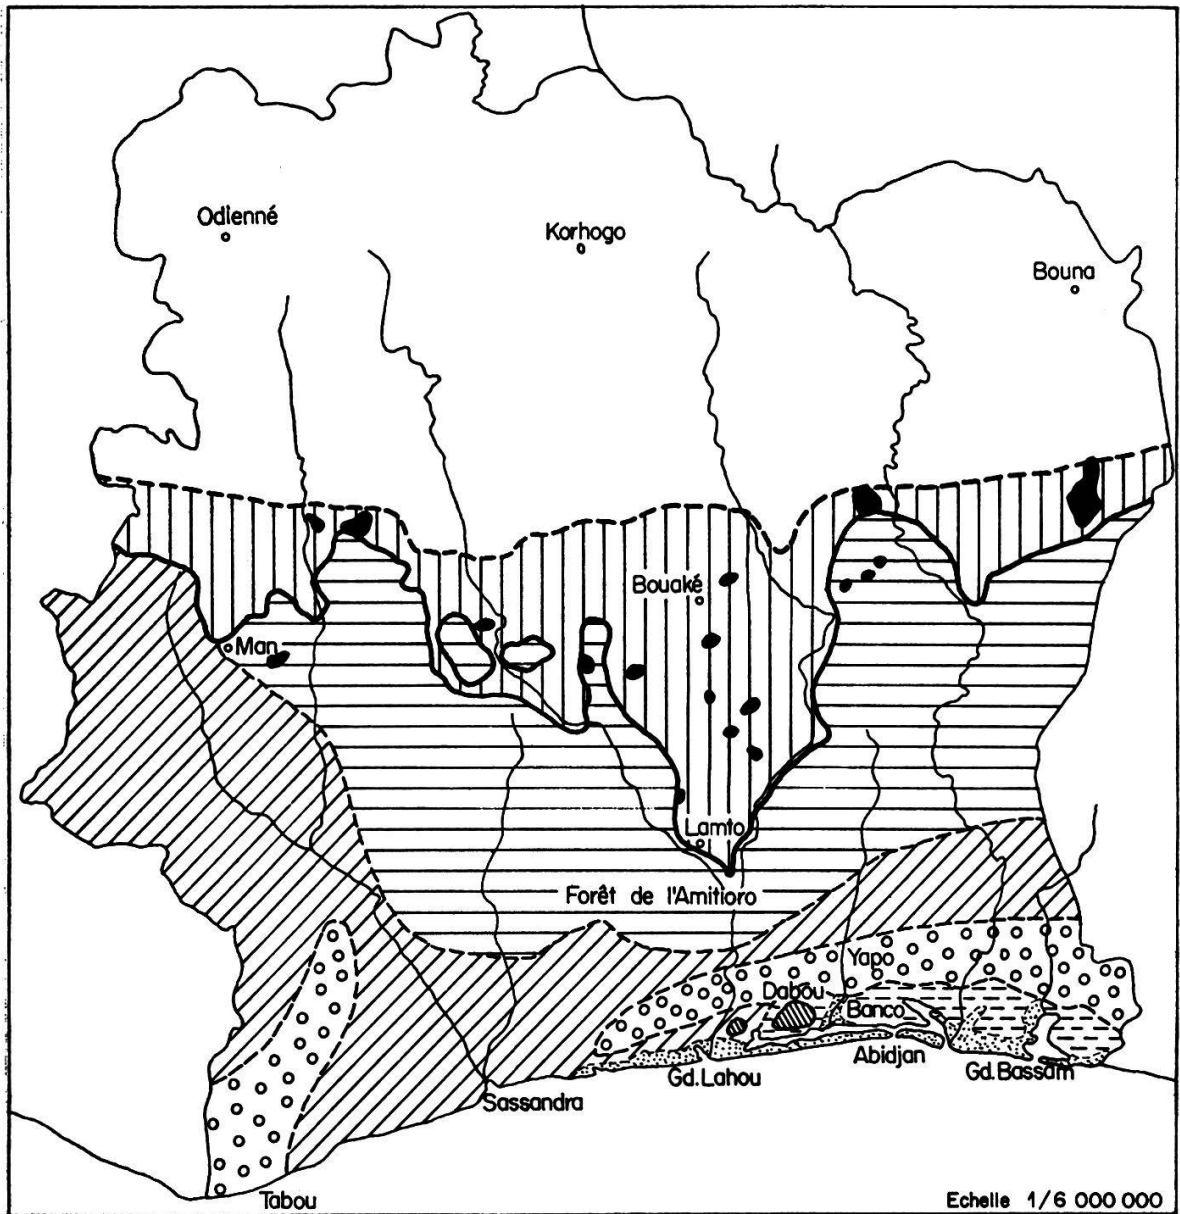 Odienné
Korhogo
Bouna
Bouaké
Man
Lamto
Forêt de l'Amitioro
Yapo
Dabou
Banco
Abidjan
Gd. Lahou
Gd. Bassam
Sassandra
Tabou
Echelle 1/6 000 000